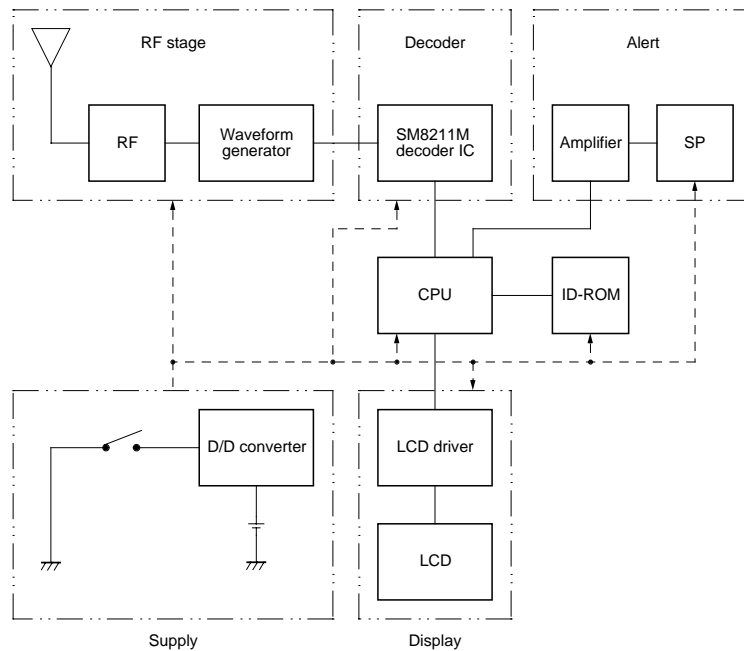 RF stage
Decoder
Alert
RF
Waveform
generator
SM8211M
decoder IC
Amplifier
SP
CPU
ID-ROM
D/D converter
LCD driver
LCD
Supply
Display